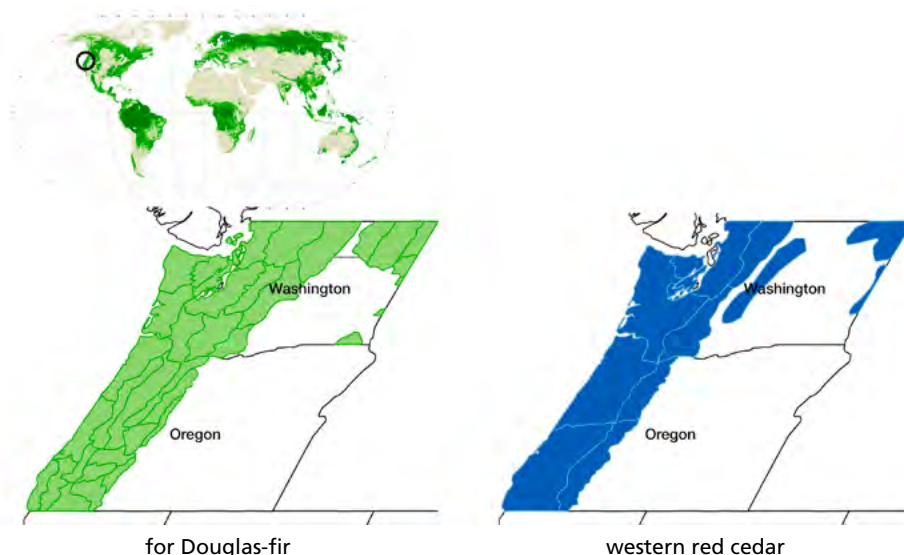 Washington
Oregon
for Douglas-fir
Washington
Oregon
western red cedar